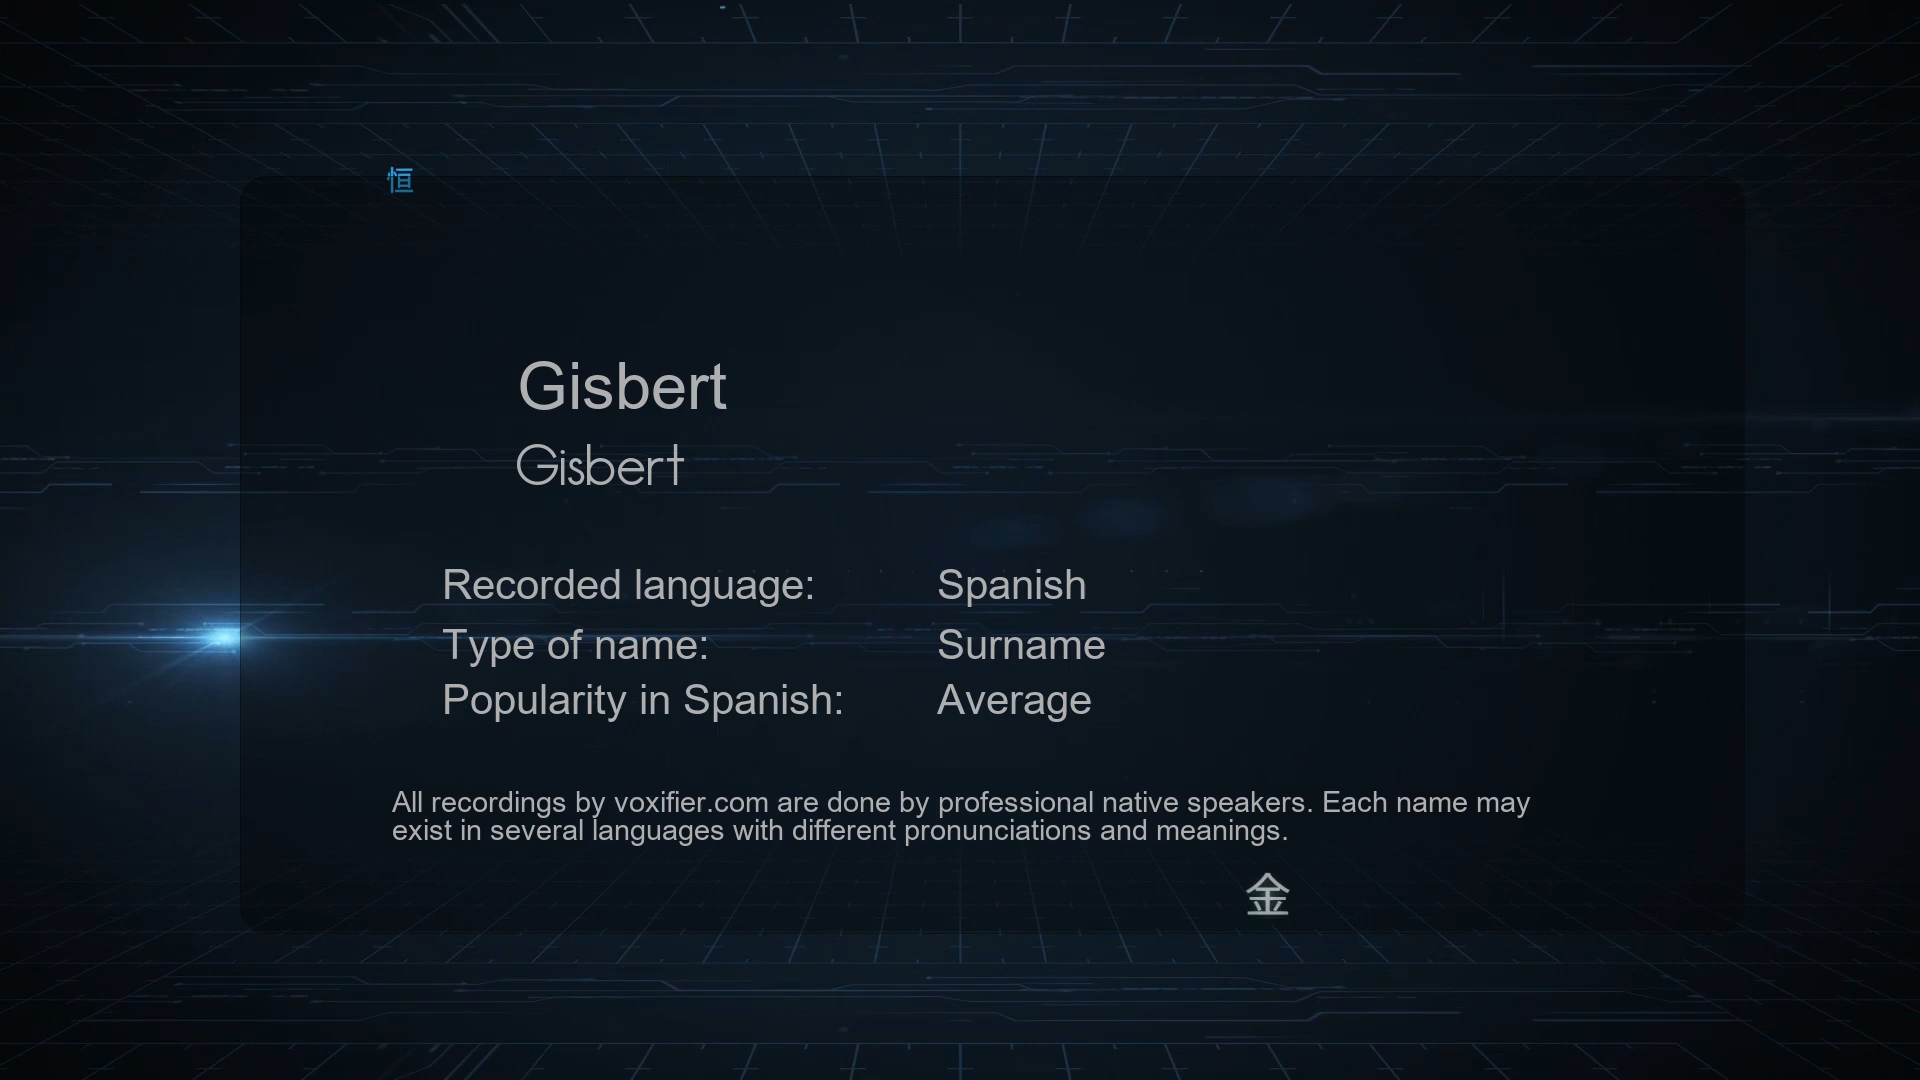 恒
Gisbert
Gisbert
Recorded language: Spanish
Type of name: Surname
Popularity in Spanish: Average
All recordings by voxifier.com are done by professional native speakers. Each name may
exist in several languages with different pronunciations and meanings.
金